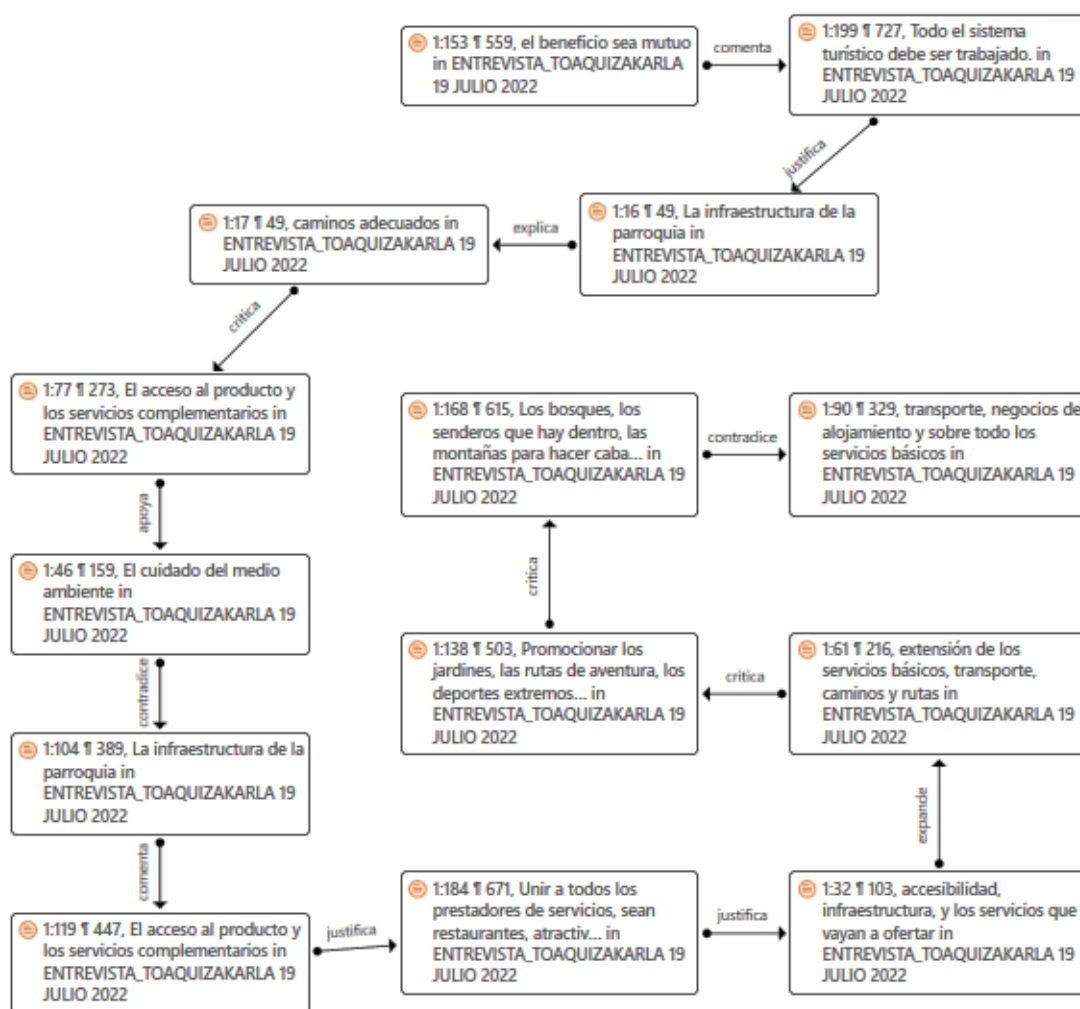 1:153 ¶ 559, el beneficio sea mutuo
in ENTREVISTA_TOAQUIZAKARLA
19 JULIO 2022
comenta
1:199 ¶ 727, Todo el sistema
turístico debe ser trabajado. in
ENTREVISTA_TOAQUIZAKARLA 19
JULIO 2022
justifica
1:16 ¶ 49, La infraestructura de la
parroquia in
ENTREVISTA_TOAQUIZAKARLA 19
JULIO 2022
explica
1:17 ¶ 49, caminos adecuados in
ENTREVISTA_TOAQUIZAKARLA 19
JULIO 2022
critica
1:77 ¶ 273, El acceso al producto y
los servicios complementarios in
ENTREVISTA_TOAQUIZAKARLA 19
JULIO 2022
apoya
1:46 ¶ 159, El cuidado del medio
ambiente in
ENTREVISTA_TOAQUIZAKARLA 19
JULIO 2022
contradice
1:104 ¶ 389, La infraestructura de la
parroquia in
ENTREVISTA_TOAQUIZAKARLA 19
JULIO 2022
comenta
1:119 ¶ 447, El acceso al producto y
los servicios complementarios in
ENTREVISTA_TOAQUIZAKARLA 19
JULIO 2022
justifica
1:184 ¶ 671, Unir a todos los
prestadores de servicios, sean
restaurantes, atractiv... in
ENTREVISTA_TOAQUIZAKARLA 19
JULIO 2022
justifica
1:32 ¶ 103, accesibilidad,
infraestructura, y los servicios que
vayan a ofertar in
ENTREVISTA_TOAQUIZAKARLA 19
JULIO 2022
expande
1:61 ¶ 216, extensión de los
servicios básicos, transporte,
caminos y rutas in
ENTREVISTA_TOAQUIZAKARLA 19
JULIO 2022
critica
1:138 ¶ 503, Promocionar los
jardines, las rutas de aventura, los
deportes extremos... in
ENTREVISTA_TOAQUIZAKARLA 19
JULIO 2022
critica
1:168 ¶ 615, Los bosques, los
senderos que hay dentro, las
montañas para hacer caba... in
ENTREVISTA_TOAQUIZAKARLA 19
JULIO 2022
contradice
1:90 ¶ 329, transporte, negocios de
alojamiento y sobre todo los
servicios básicos in
ENTREVISTA_TOAQUIZAKARLA 19
JULIO 2022